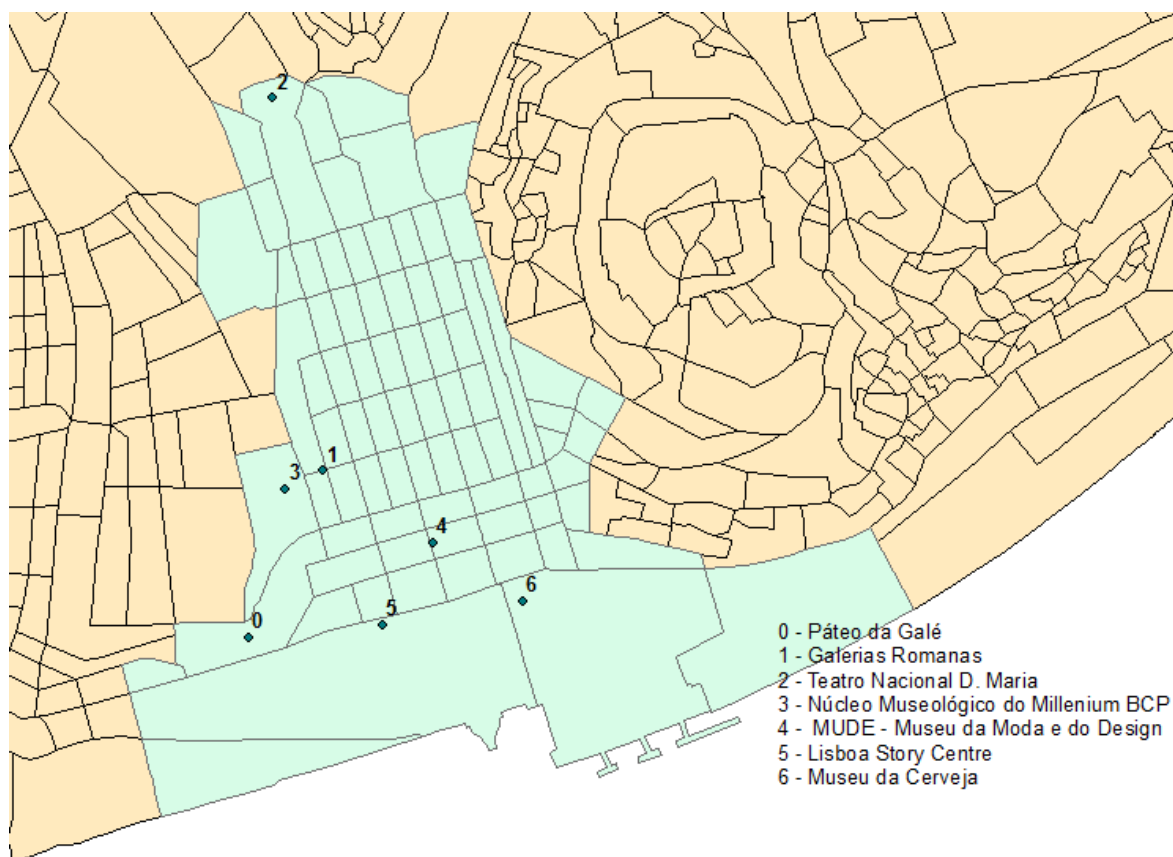 2
1
3
4
6
5
0
0 - Páteo da Galé
1 - Galerias Romanas
2 - Teatro Nacional D. Maria
3 - Núcleo Museológico do Millenium BCP
4 - MUDE - Museu da Moda e do Design
5 - Lisboa Story Centre
6 - Museu da Cerveja